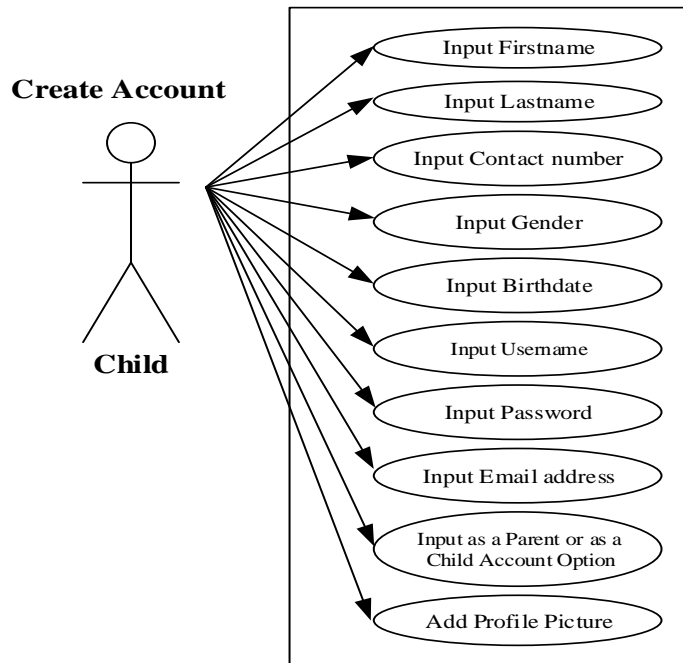 Create Account
Child
Input Firstname
Input Lastname
Input Contact number
Input Gender
Input Birthdate
Input Username
Input Password
Input Email address
Input as a Parent or as a
Child Account Option
Add Profile Picture